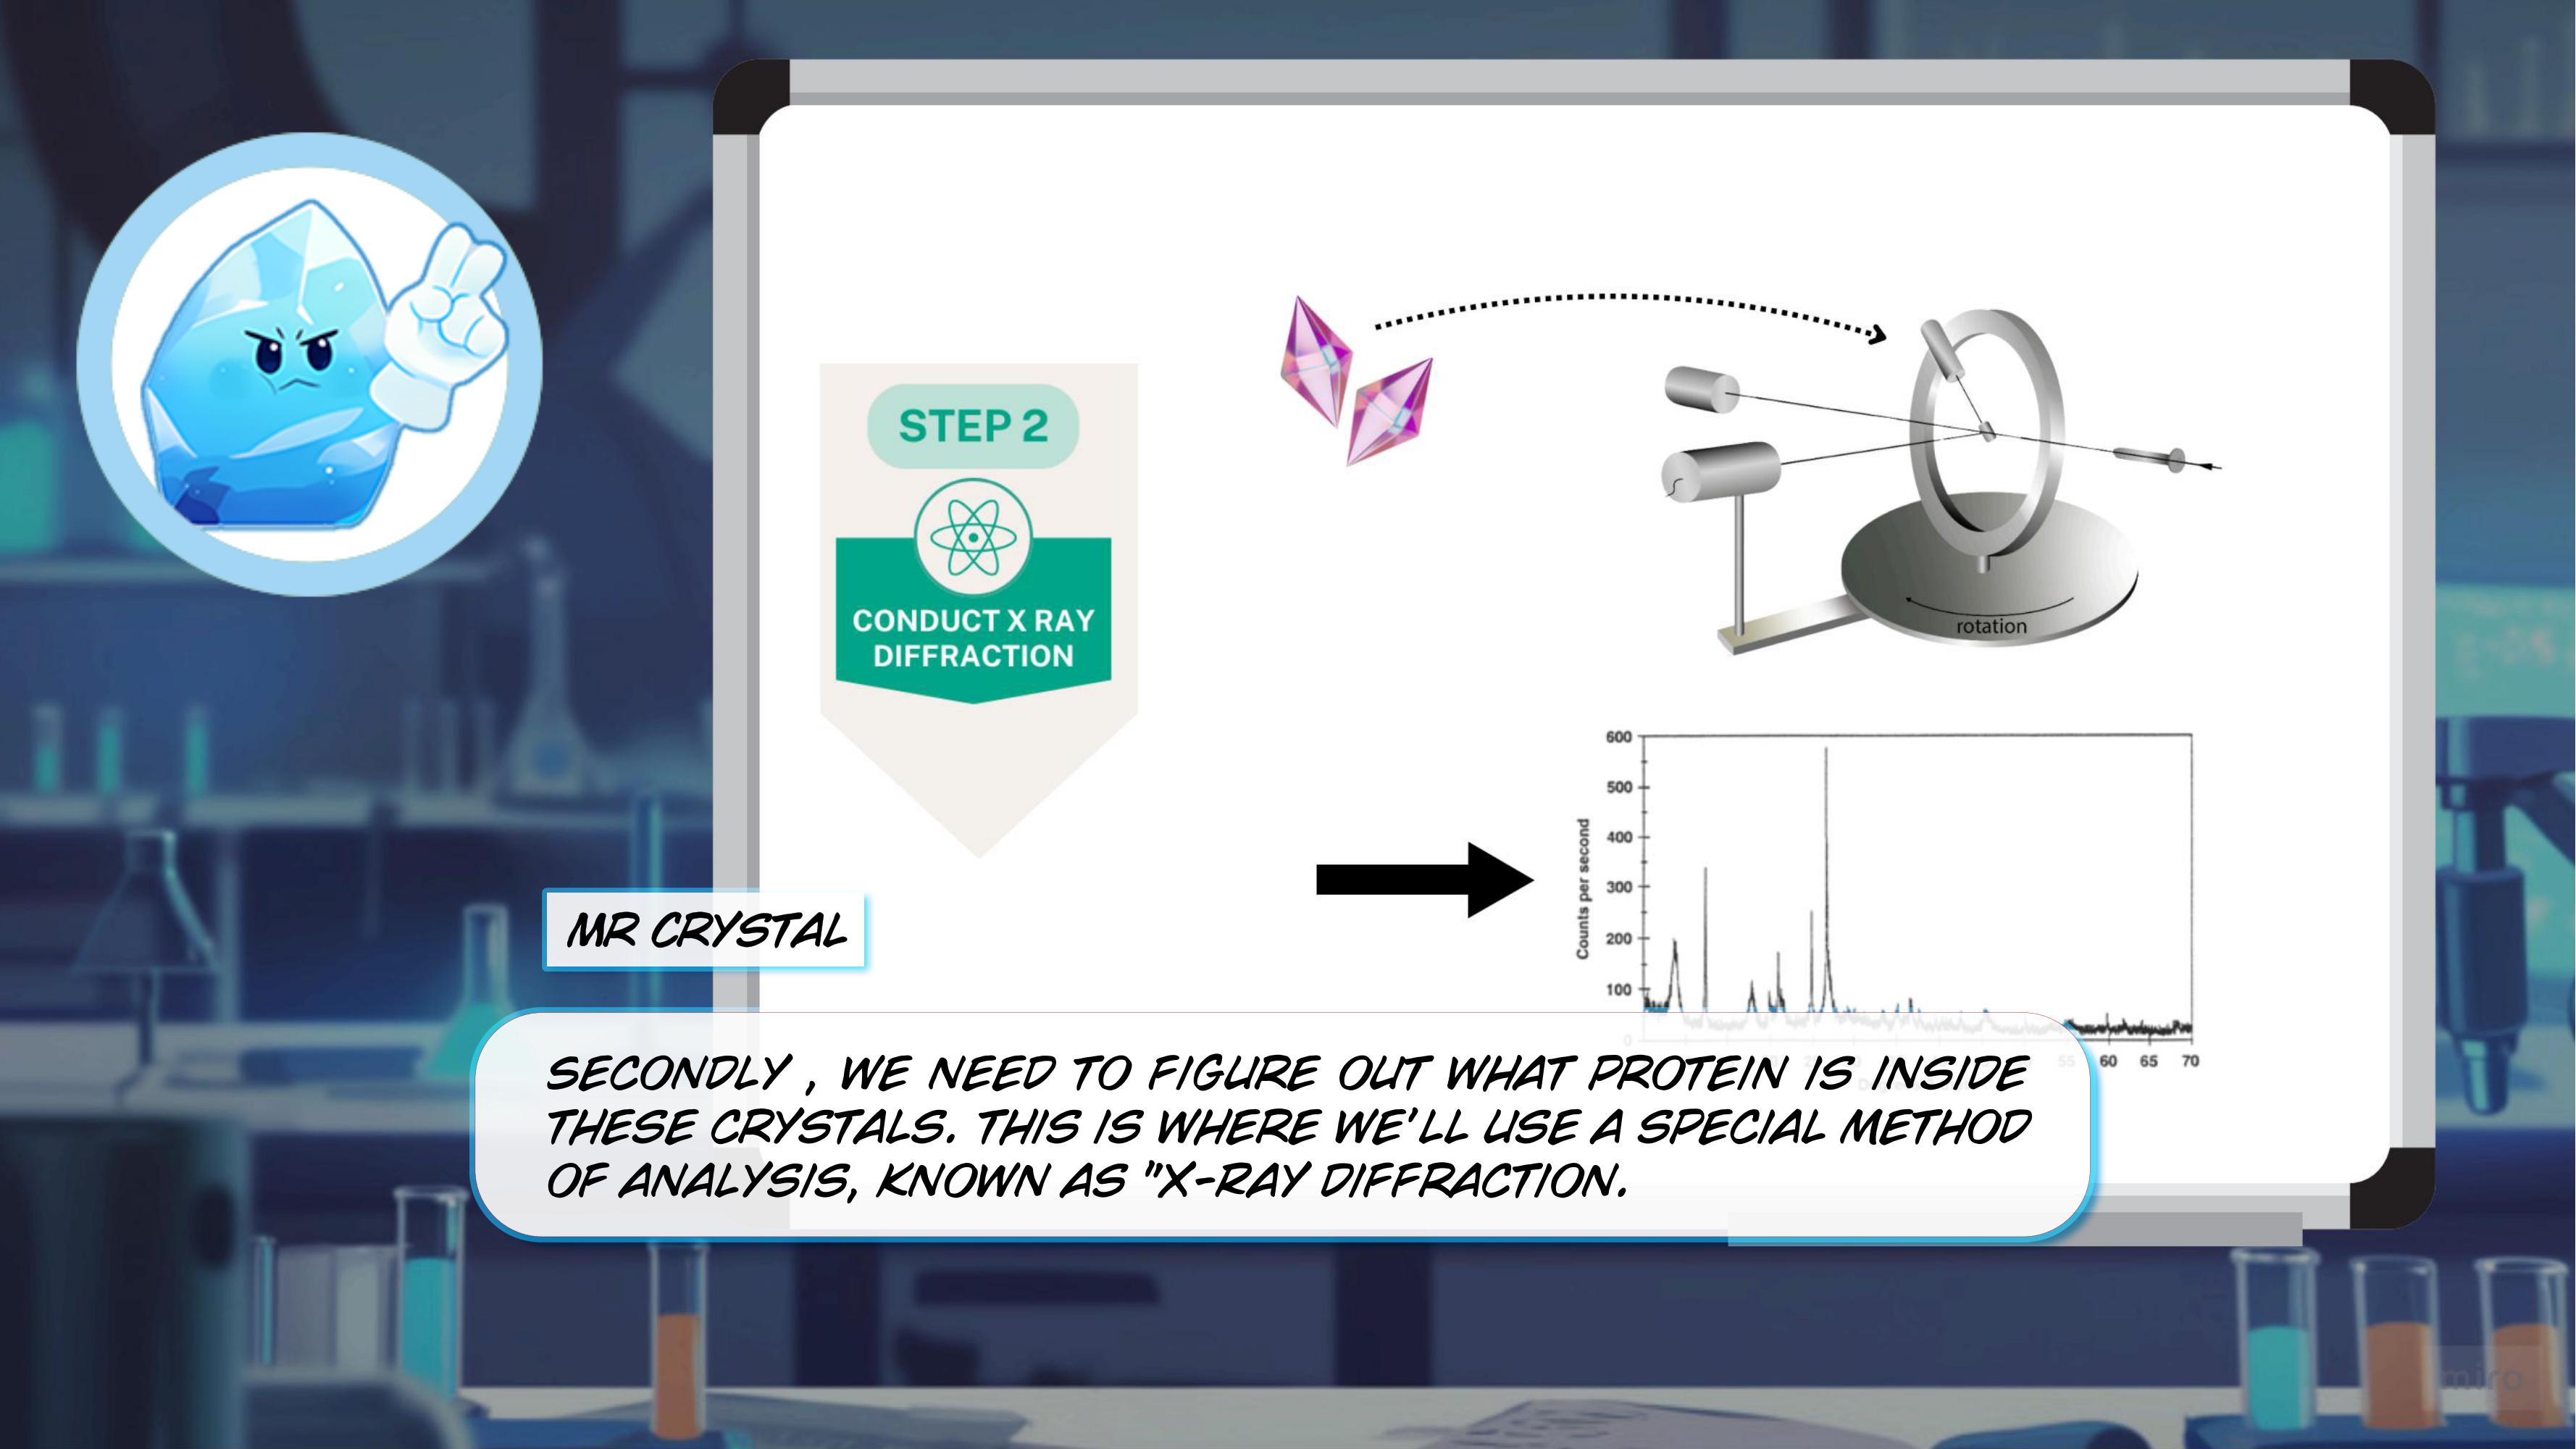 STEP 2
CONDUCT X RAY
DIFFRACTION
rotation
600
500
400
300
200
100
0
Counts per second
55 60 65 70
MR CRYSTAL
SECONDLY , WE NEED TO FIGURE OUT WHAT PROTEIN IS INSIDE
THESE CRYSTALS. THIS IS WHERE WE'LL USE A SPECIAL METHOD
OF ANALYSIS, KNOWN AS "X-RAY DIFFRACTION.
miro